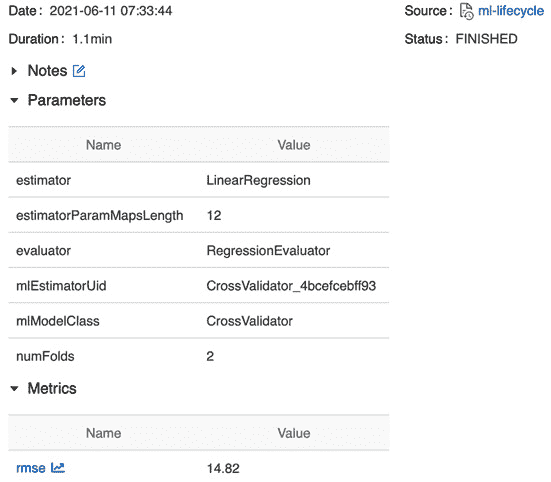 Date: 2021-06-11 07:33:44 Source: ml-lifecycle
Duration: 1.1min Status: FINISHED
Notes
Parameters
Name Value
estimator LinearRegression
estimatorParamMapsLength 12
evaluator RegressionEvaluator
mlEstimatorUid CrossValidator_4bcefcebff93
mlModelClass CrossValidator
numFolds 2
Metrics
Name Value
rmse 14.82